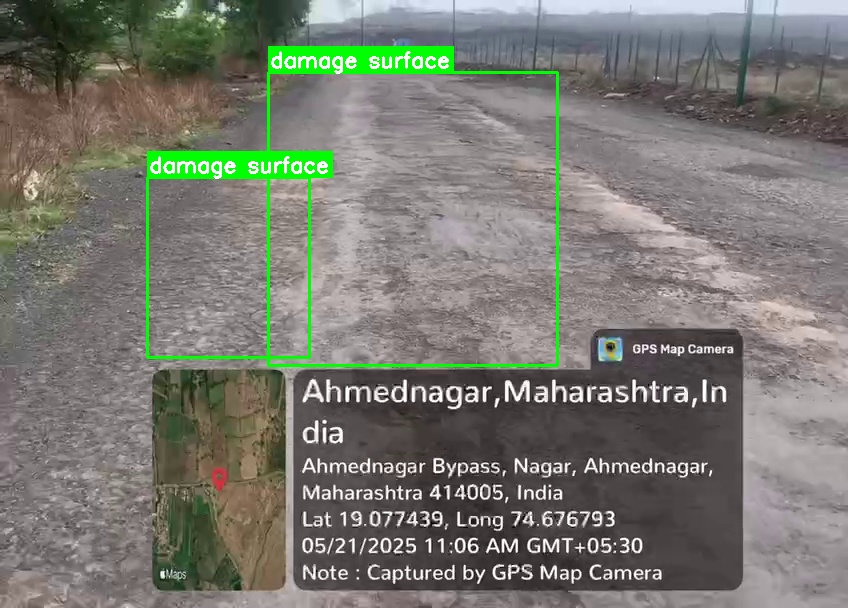 damage surface
damage surface
GPS Map Camera
Ahmednagar,Maharashtra,In
dia
Ahmednagar Bypass, Nagar, Ahmednagar,
Maharashtra 414005, India
Lat 19.077439, Long 74.676793
05/21/2025 11:06 AM GMT+05:30
Note : Captured by GPS Map Camera
Maps